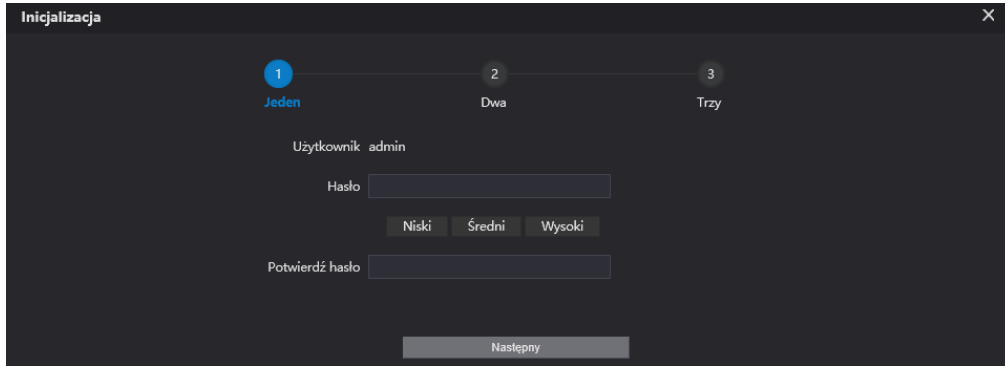 Inicjalizacja
1 2 3
Jeden Dwa Trzy
Użytkownik admin
Hasło
Niski Średni Wysoki
Potwierdź hasło
Następny